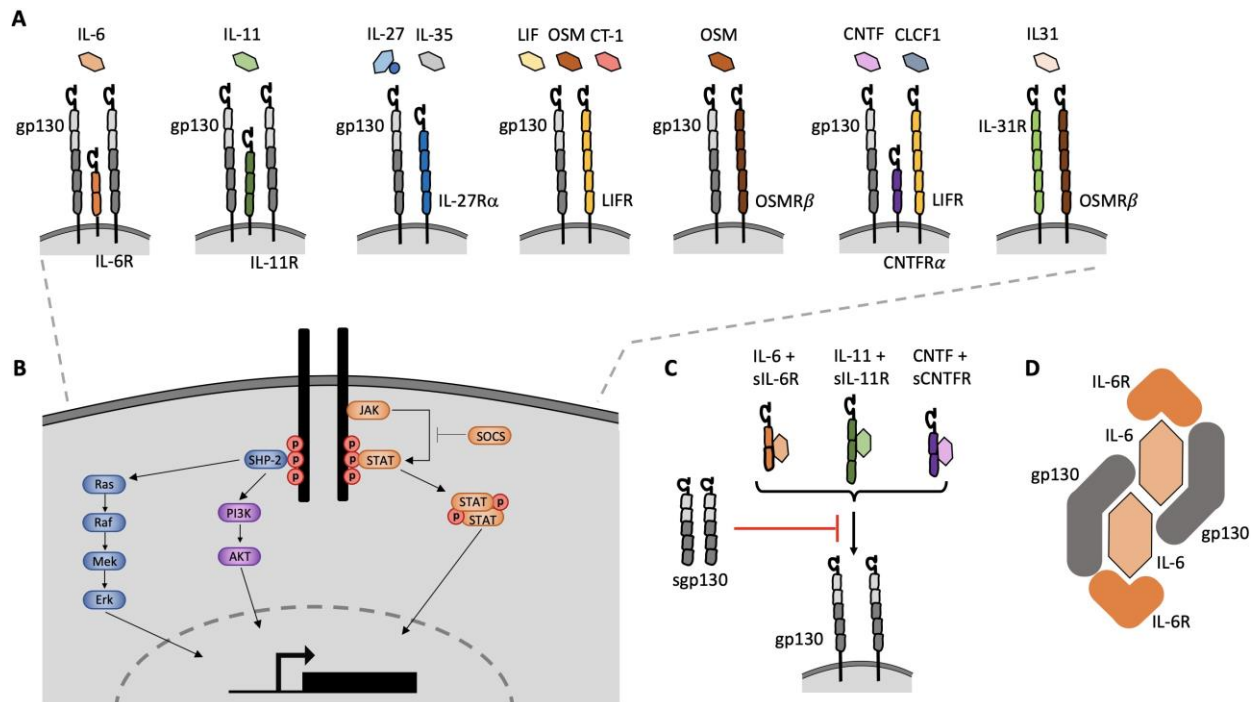 A
IL-6
IL-11
IL-27 IL-35
LIF OSM CT-1
OSM
CNTF CLCF1
IL31
gp130
gp130
gp130
gp130
gp130
gp130
IL-31R
IL-6R
IL-11R
IL-27Rα
LIFR
OSMRβ
LIFR
CNTFRα
OSMRβ
B
JAK
SOCS
P
P
P
P
P
P
SHP-2
STAT
Ras
Raf
Mek
Erk
PI3K
AKT
STAT P
P STAT
C
IL-6 +
sIL-6R
IL-11 +
sIL-11R
CNTF +
sCNTFR
sgp130
gp130
D
IL-6R
IL-6
gp130
gp130
IL-6
IL-6R